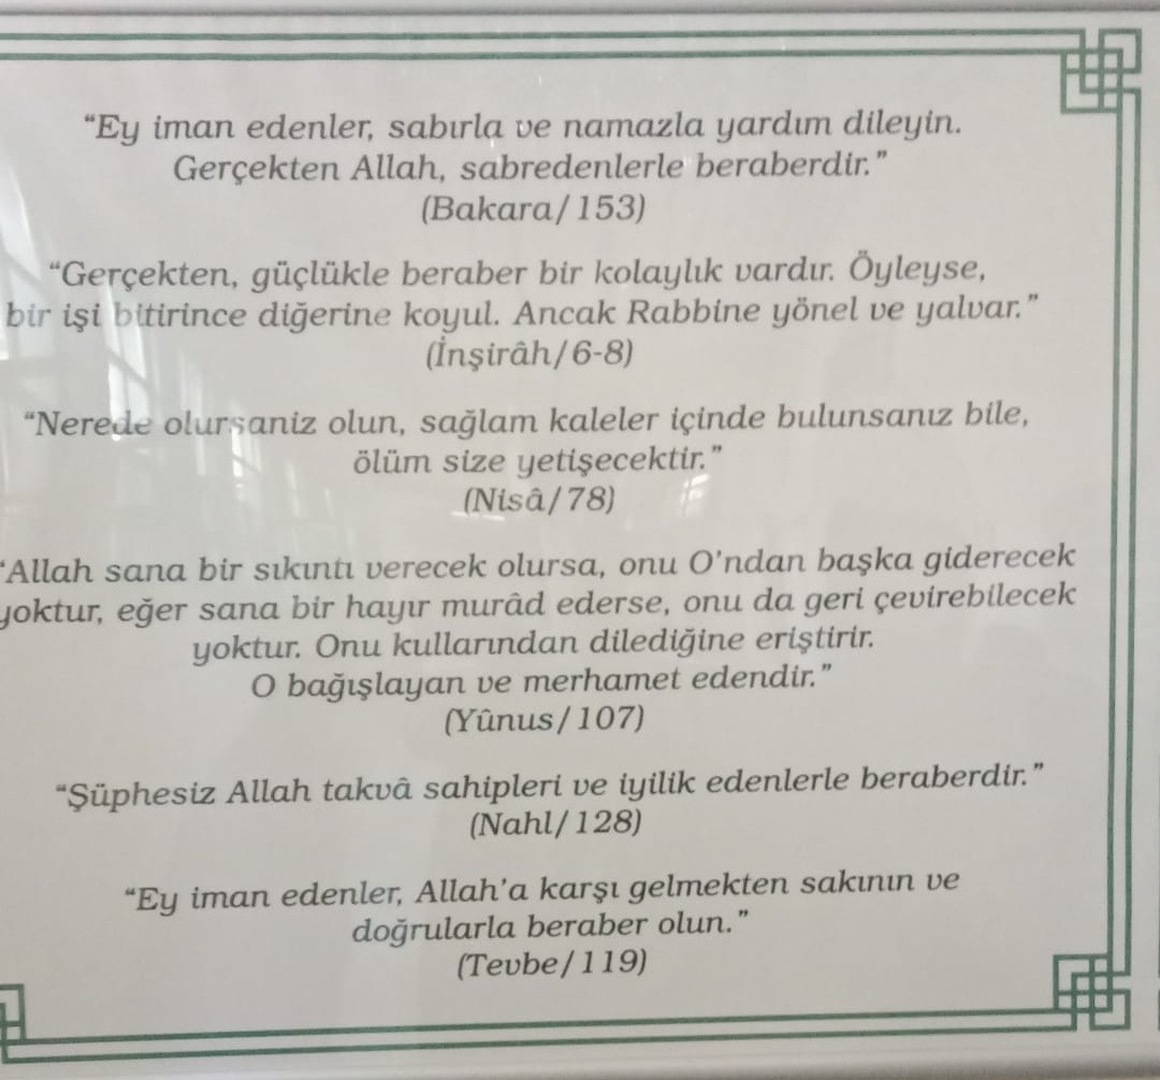 “Ey iman edenler, sabırla ve namazla yardım dileyin.
Gerçekten Allah, sabredenlerle beraberdir.”
(Bakara/153)
“Gerçekten, güçlükle beraber bir kolaylık vardır. Öyleyse,
bir işi bitirince diğerine koyul. Ancak Rabbine yönel ve yalvar.”
(İnşirâh/6-8)
“Nerede olursaniz olun, sağlam kaleler içinde bulunsanız bile,
ölüm size yetişecektir.”
(Nisâ/78)
“Allah sana bir sıkıntı verecek olursa, onu O'ndan başka giderecek
yoktur, eğer sana bir hayır murâd ederse, onu da geri çevirebilecek
yoktur. Onu kullarından dilediğine eriştirir.
O bağışlayan ve merhamet edendir.”
(Yûnus/107)
“Şüphesiz Allah takvâ sahipleri ve iyilik edenlerle beraberdir.”
(Nahl/128)
“Ey iman edenler, Allah’a karşı gelmekten sakının ve
doğrularla beraber olun.”
(Tevbe/119)